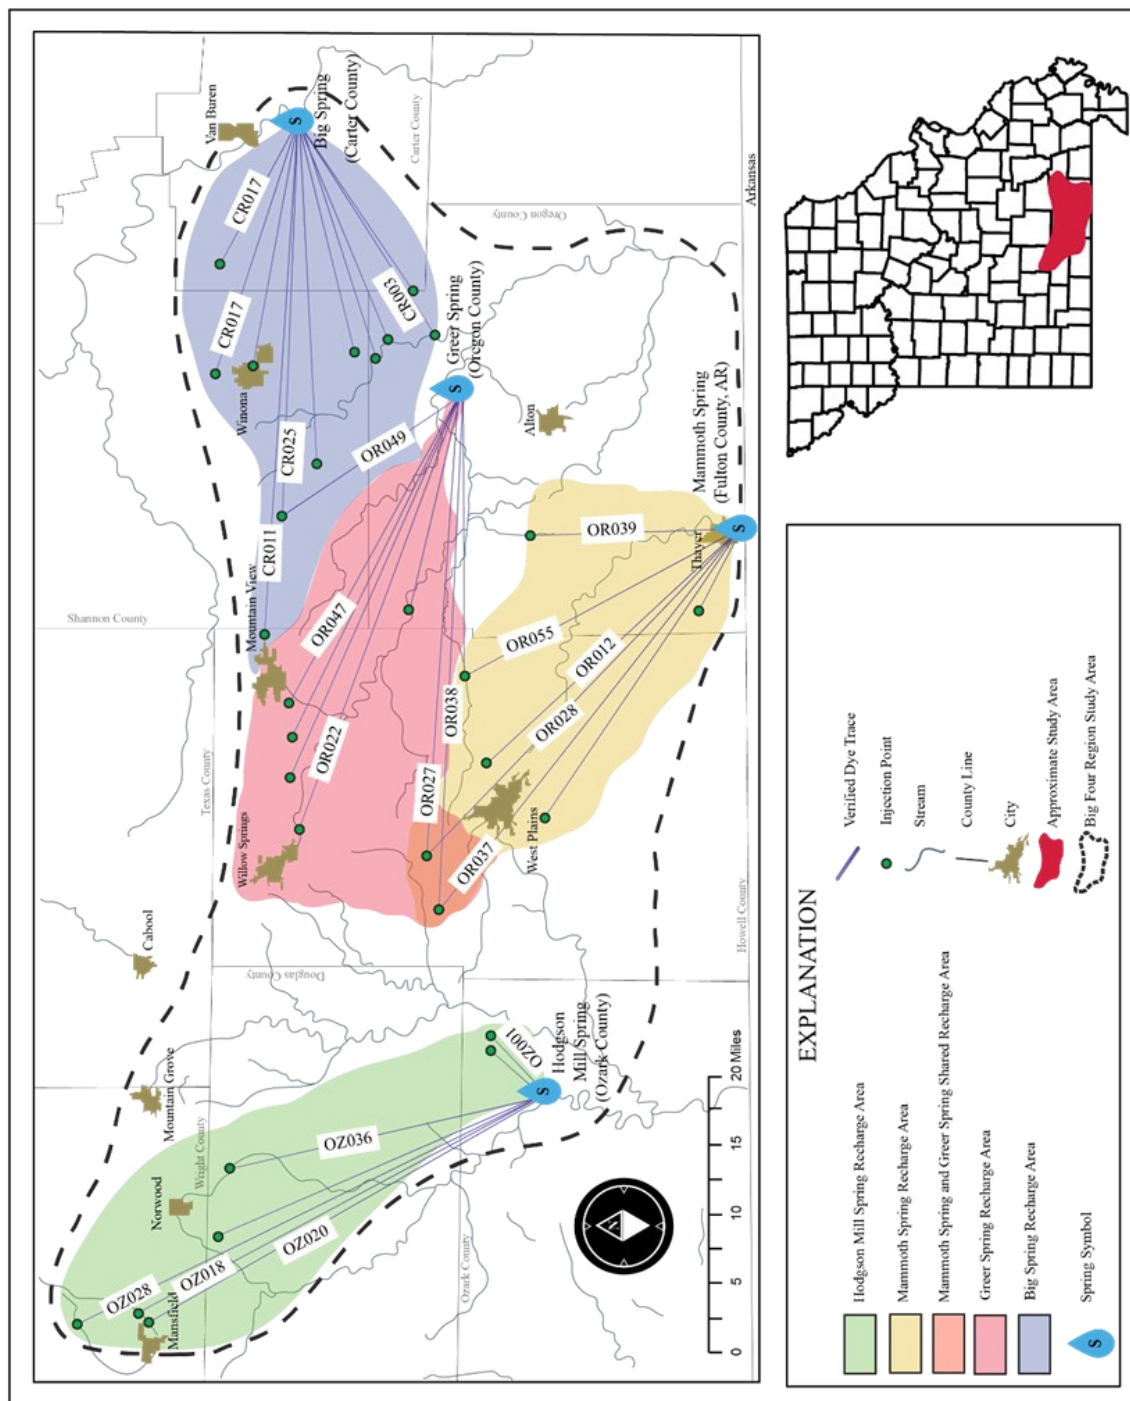 Van Buren
Big Spring
(Carter County)
Carter County
CR017
CR017
Winona
CR003
Oregon County
Greer Spring
(Oregon County)
Arkansas
CR025
OR049
Alton
Mammoth Spring
(Fulton County, AR)
CR011
OR039
Thayer
Shannon County
Mountain View
OR047
OR055
OR012
OR038
OR028
OR022
OR027
Texas County
Willow Springs
OR037
West Plains
Howell County
Cabool
Douglas County
OZ001
Hodgson
Mill Spring
(Ozark County)
Mountain Grove
Wright County
OZ036
Norwood
OZ028
OZ018
OZ020
Mansfield
Ozark County
N
0 5 10 15 20 Miles
S
S
S
S
EXPLANATION
Hodgson Mill Spring Recharge Area
Mammoth Spring Recharge Area
Mammoth Spring and Greer Spring Shared Recharge Area
Greer Spring Recharge Area
Big Spring Recharge Area
S
Spring Symbol
Verified Dye Trace
Injection Point
Stream
County Line
City
Approximate Study Area
Big Four Region Study Area